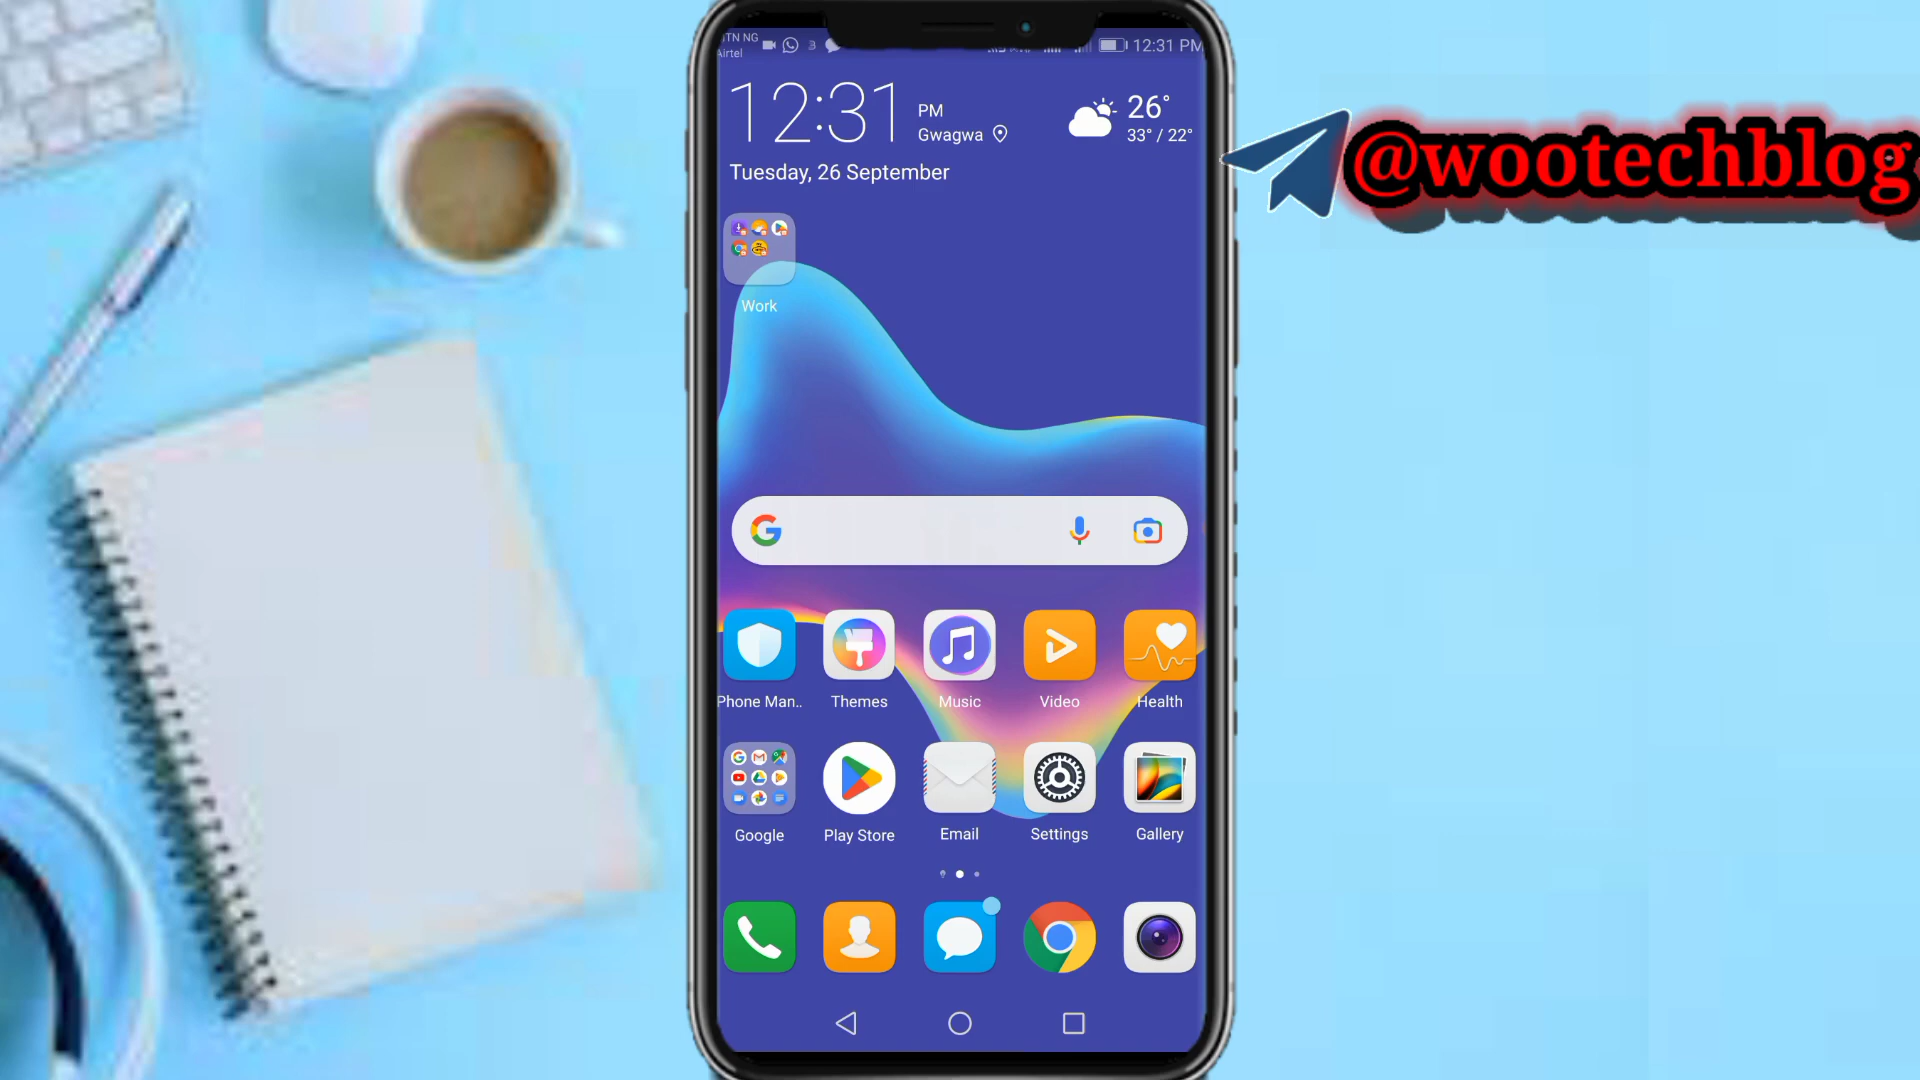 TN NG
Airtel
12:31 PM
12:31
PM
Gwagwa
26°
33° / 22°
Tuesday, 26 September
@wootechblog
Work
Phone Man..
Themes
Music
Video
Health
Google
Play Store
Email
Settings
Gallery